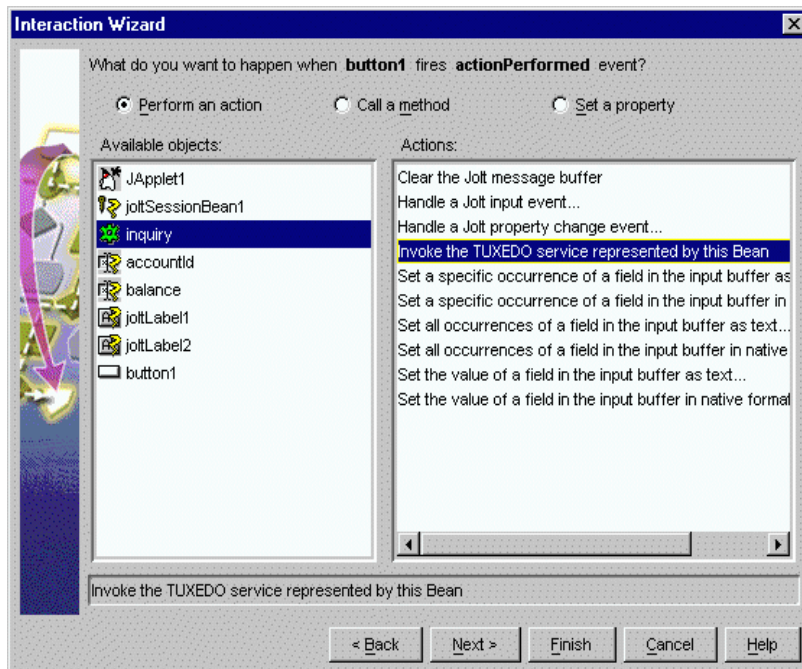 Interaction Wizard
What do you want to happen when button1 fires actionPerformed event?
Perform an action
Call a method
Set a property
Available objects:
JApplet1
joltSessionBean1
inquiry
accountId
balance
joltLabel1
joltLabel2
button1
Actions:
Clear the Jolt message buffer
Handle a Jolt input event...
Handle a Jolt property change event...
Invoke the TUXEDO service represented by this Bean
Set a specific occurrence of a field in the input buffer as
Set a specific occurrence of a field in the input buffer in
Set all occurrences of a field in the input buffer as text...
Set all occurrences of a field in the input buffer in native
Set the value of a field in the input buffer as text...
Set the value of a field in the input buffer in native format
Invoke the TUXEDO service represented by this Bean
< Back
Next >
Finish
Cancel
Help